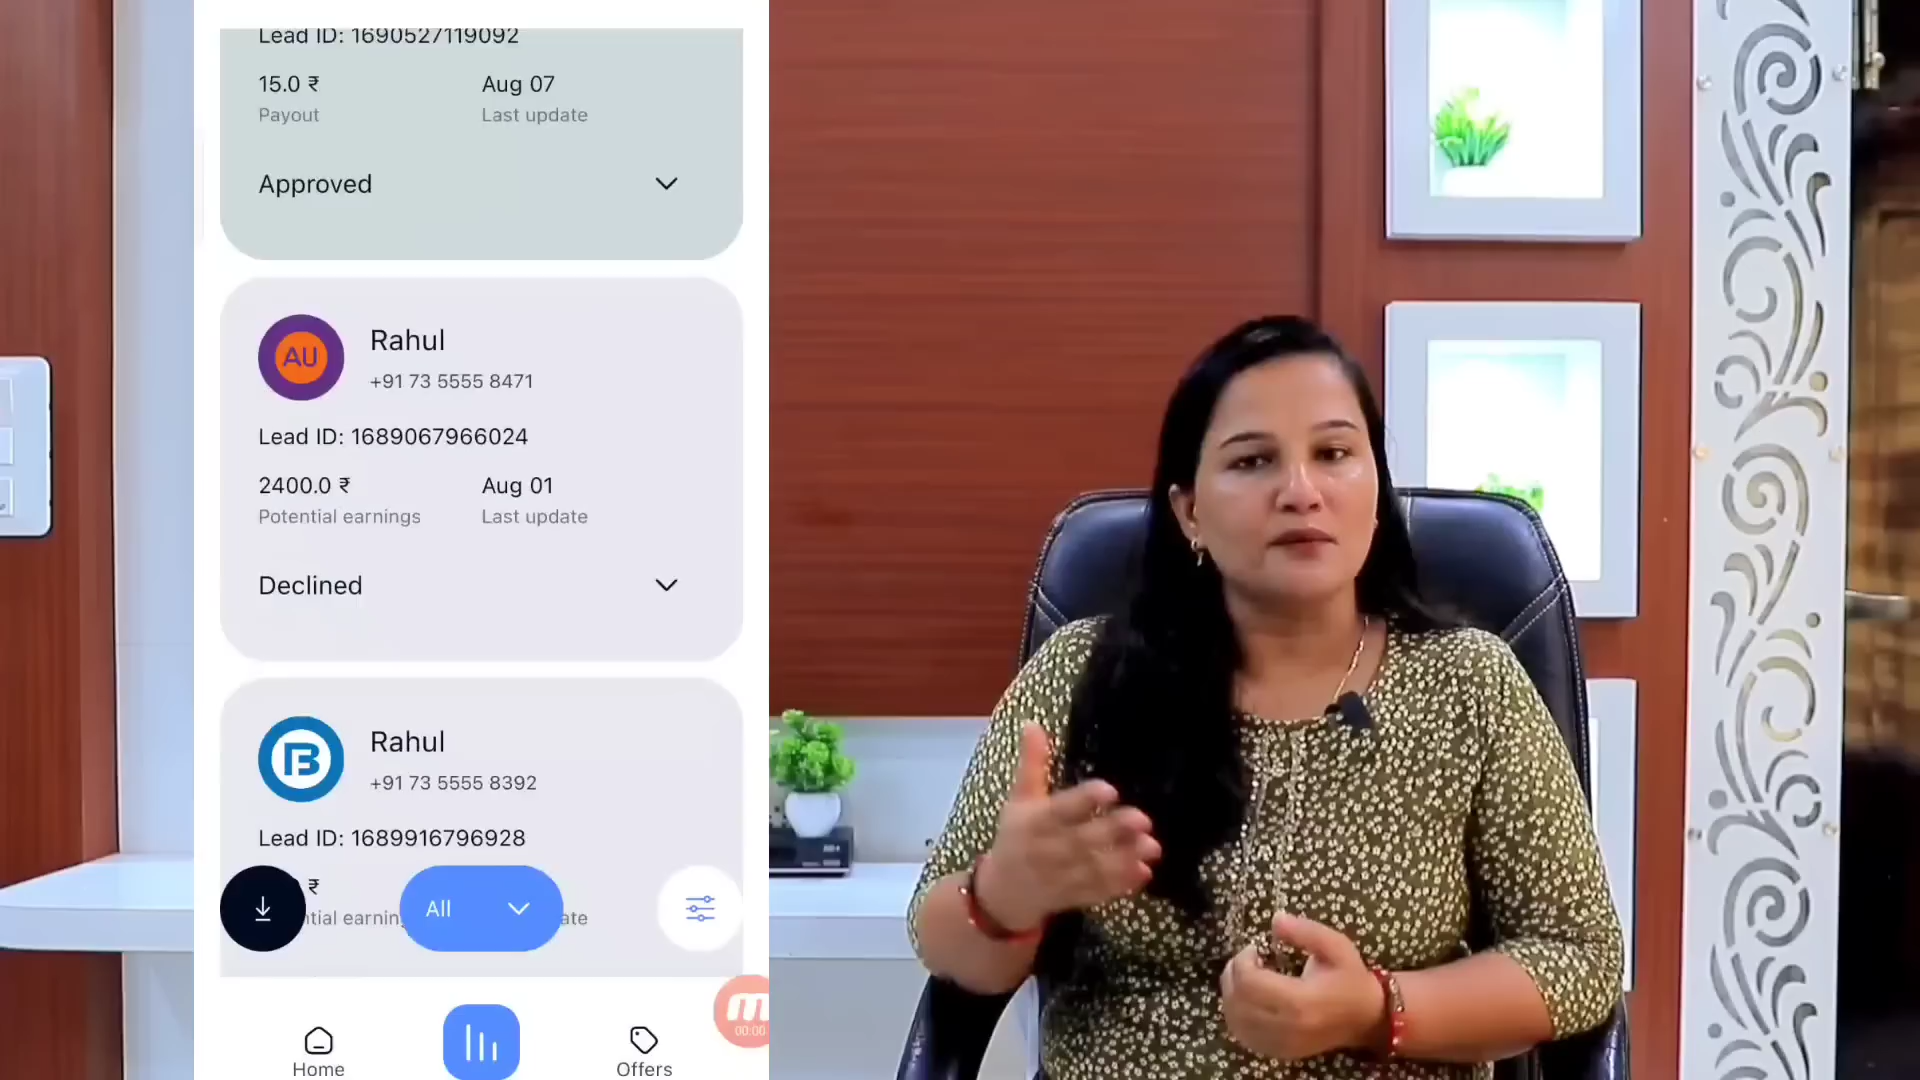 Lead ID: 1690527119092
15.0 ₹
Aug 07
Payout
Last update
Approved
AU
Rahul
+91 73 5555 8471
Lead ID: 1689067966024
2400.0 ₹
Aug 01
Potential earnings
Last update
Declined
B
Rahul
+91 73 5555 8392
Lead ID: 1689916796928
₹
All
Home
Offers
00:00